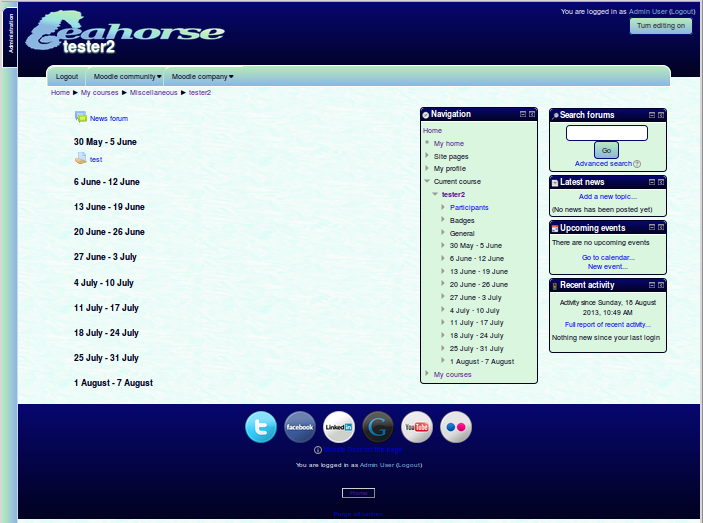 You are logged in as Admin User (Logout)
Turn editing on
Administration
Seahorse
tester2
Logout Moodle community Moodle company
Home ► My courses ► Miscellaneous ► tester2
News forum
30 May - 5 June
test
6 June - 12 June
13 June - 19 June
20 June - 26 June
27 June - 3 July
4 July - 10 July
11 July - 17 July
18 July - 24 July
25 July - 31 July
1 August - 7 August
Navigation
Home
My home
Site pages
My profile
Current course
tester2
Participants
Badges
General
30 May - 5 June
6 June - 12 June
13 June - 19 June
20 June - 26 June
27 June - 3 July
4 July - 10 July
11 July - 17 July
18 July - 24 July
25 July - 31 July
1 August - 7 August
My courses
Search forums
Go
Advanced search
Latest news
Add a new topic...
(No news has been posted yet)
Upcoming events
There are no upcoming events
Go to calendar...
New event...
Recent activity
Activity since Sunday, 18 August
2013, 10:49 AM
Full report of recent activity...
Nothing new since your last login
facebook LinkedIn G YouTube
Moodle Docs for this page
You are logged in as Admin User (Logout)
Home